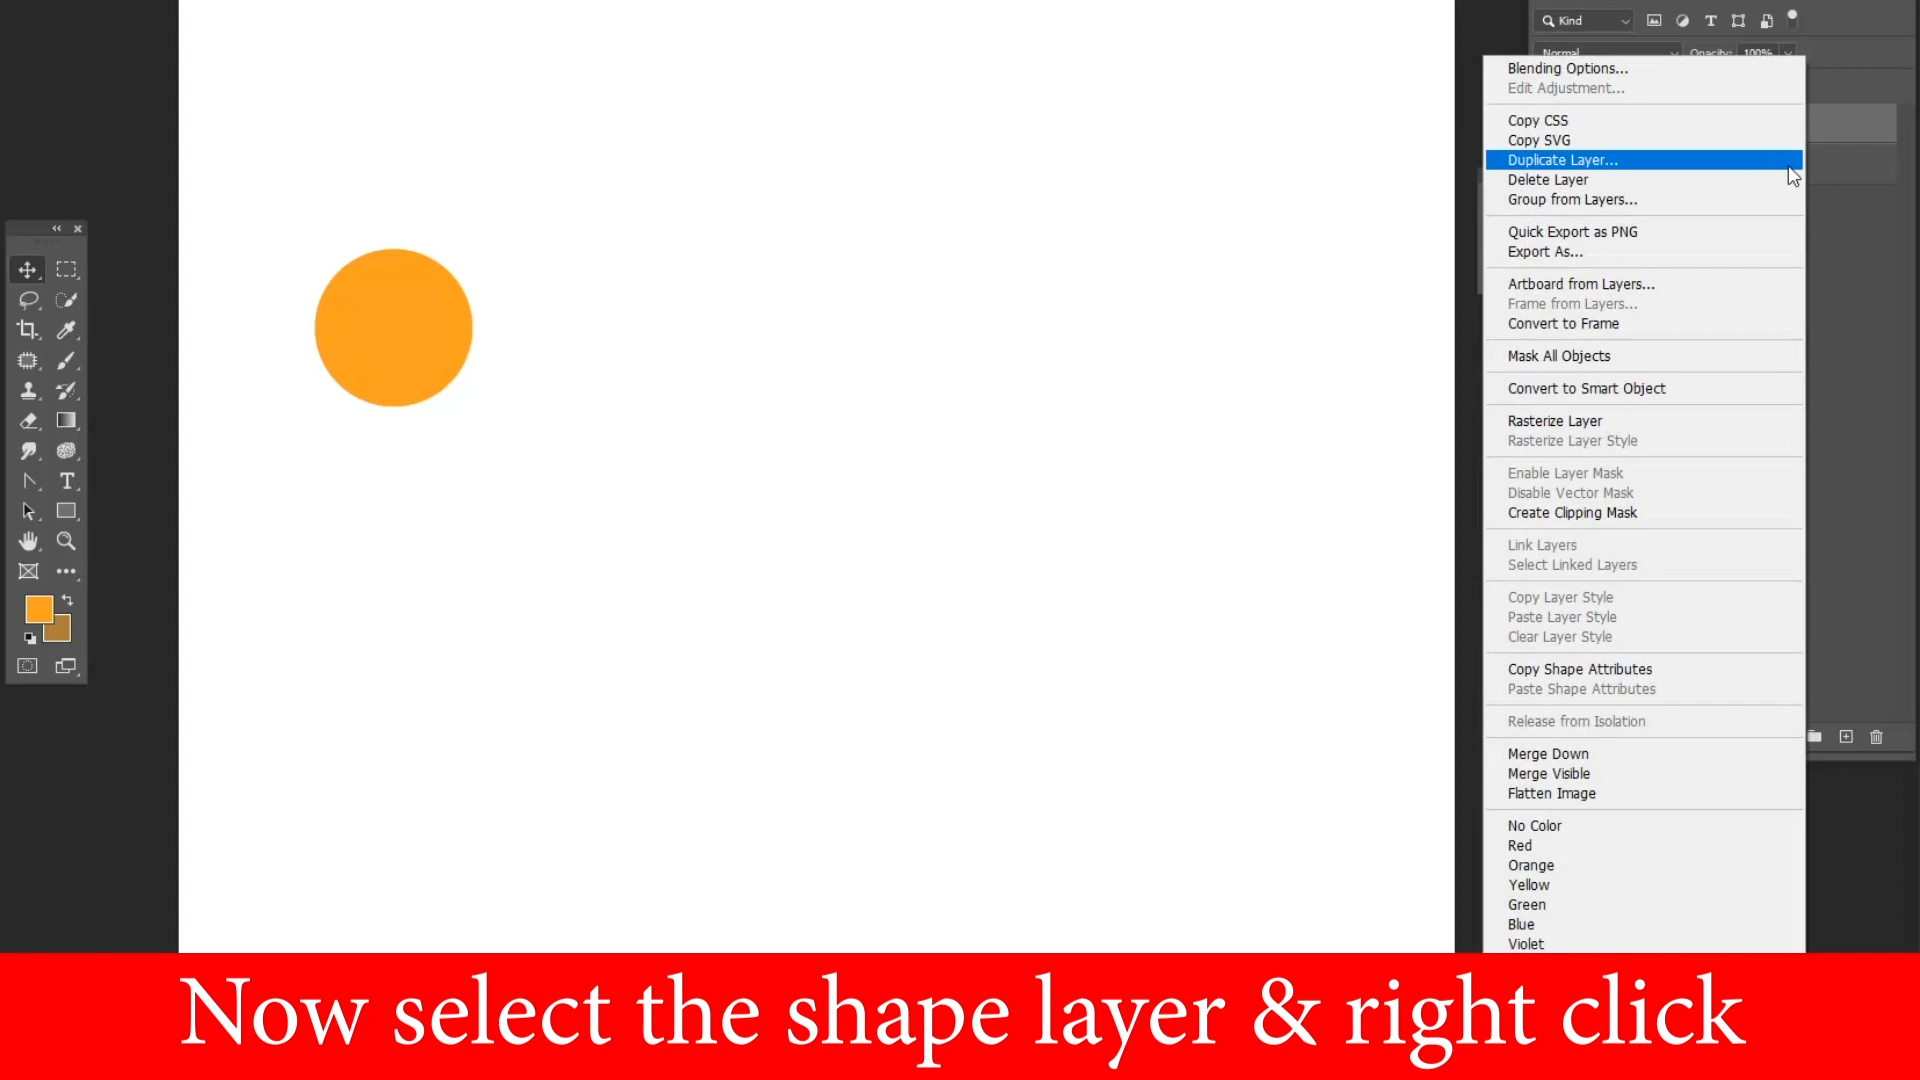 Kind
Normal
Opacity: 100%
Blending Options...
Edit Adjustment...
Copy CSS
Copy SVG
Duplicate Layer...
Delete Layer
Group from Layers...
Quick Export as PNG
Export As...
Artboard from Layers...
Frame from Layers...
Convert to Frame
Mask All Objects
Convert to Smart Object
Rasterize Layer
Rasterize Layer Style
Enable Layer Mask
Disable Vector Mask
Create Clipping Mask
Link Layers
Select Linked Layers
Copy Layer Style
Paste Layer Style
Clear Layer Style
Copy Shape Attributes
Paste Shape Attributes
Release from Isolation
Merge Down
Merge Visible
Flatten Image
No Color
Red
Orange
Yellow
Green
Blue
Violet
Now select the shape layer & right click